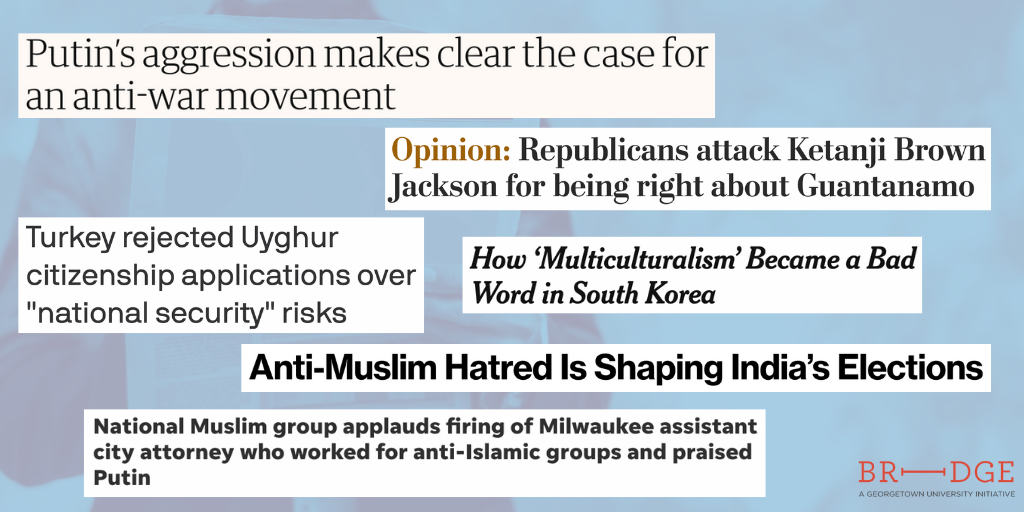 Putin's aggression makes clear the case for
an anti-war movement
Opinion: Republicans attack Ketanji Brown
Jackson for being right about Guantanamo
Turkey rejected Uyghur
citizenship applications over
"national security" risks
How ‘Multiculturalism’ Became a Bad
Word in South Korea
Anti-Muslim Hatred Is Shaping India’s Elections
National Muslim group applauds firing of Milwaukee assistant
city attorney who worked for anti-Islamic groups and praised
Putin
BRIDGE
A GEORGETOWN UNIVERSITY INITIATIVE